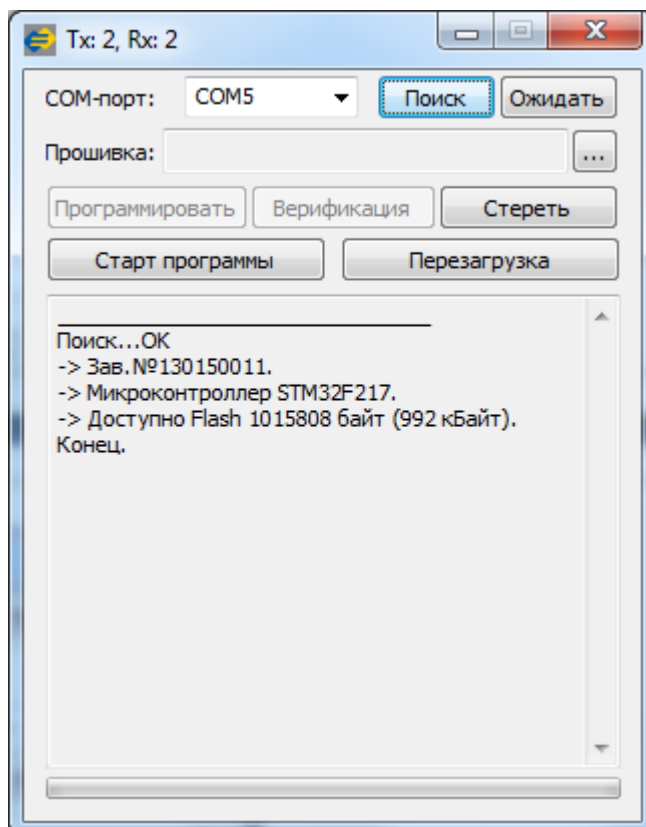 Tx: 2, Rx: 2
COM-порт: COM5 Поиск Ожидать
Прошивка: ...
Программировать Верификация Стереть
Старт программы Перезагрузка
Поиск...OK
-> Зав.№130150011.
-> Микроконтроллер STM32F217.
-> Доступно Flash 1015808 байт (992 кБайт).
Конец.